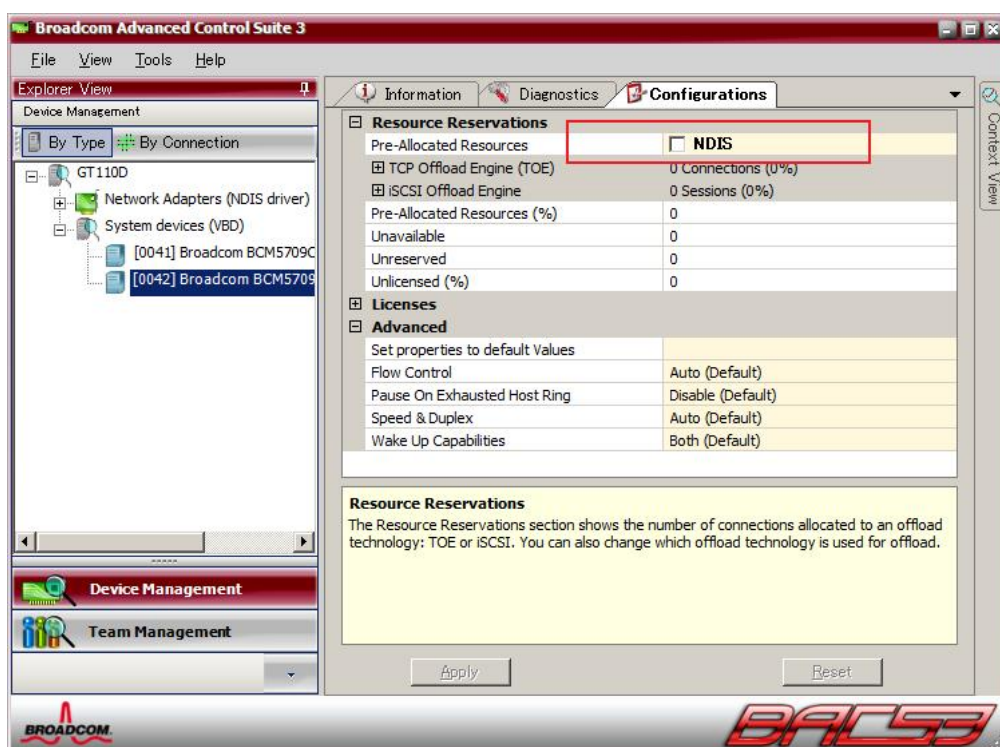 Broadcom Advanced Control Suite 3
File View Tools Help
Explorer View
Device Management
By Type By Connection
GT110D
Network Adapters (NDIS driver)
System devices (VBD)
[0041] Broadcom BCM5709C
[0042] Broadcom BCM5709
Device Management
Team Management
Information Diagnostics Configurations
Resource Reservations
Pre-Allocated Resources NDIS
TCP Offload Engine (TOE) 0 Connections (0%)
iSCSI Offload Engine 0 Sessions (0%)
Pre-Allocated Resources (%) 0
Unavailable 0
Unreserved 0
Unlicensed (%) 0
Licenses
Advanced
Set properties to default Values
Flow Control Auto (Default)
Pause On Exhausted Host Ring Disable (Default)
Speed & Duplex Auto (Default)
Wake Up Capabilities Both (Default)
Resource Reservations
The Resource Reservations section shows the number of connections allocated to an offload
technology: TOE or iSCSI. You can also change which offload technology is used for offload.
Apply Reset
Context View
BROADCOM.
BACS3